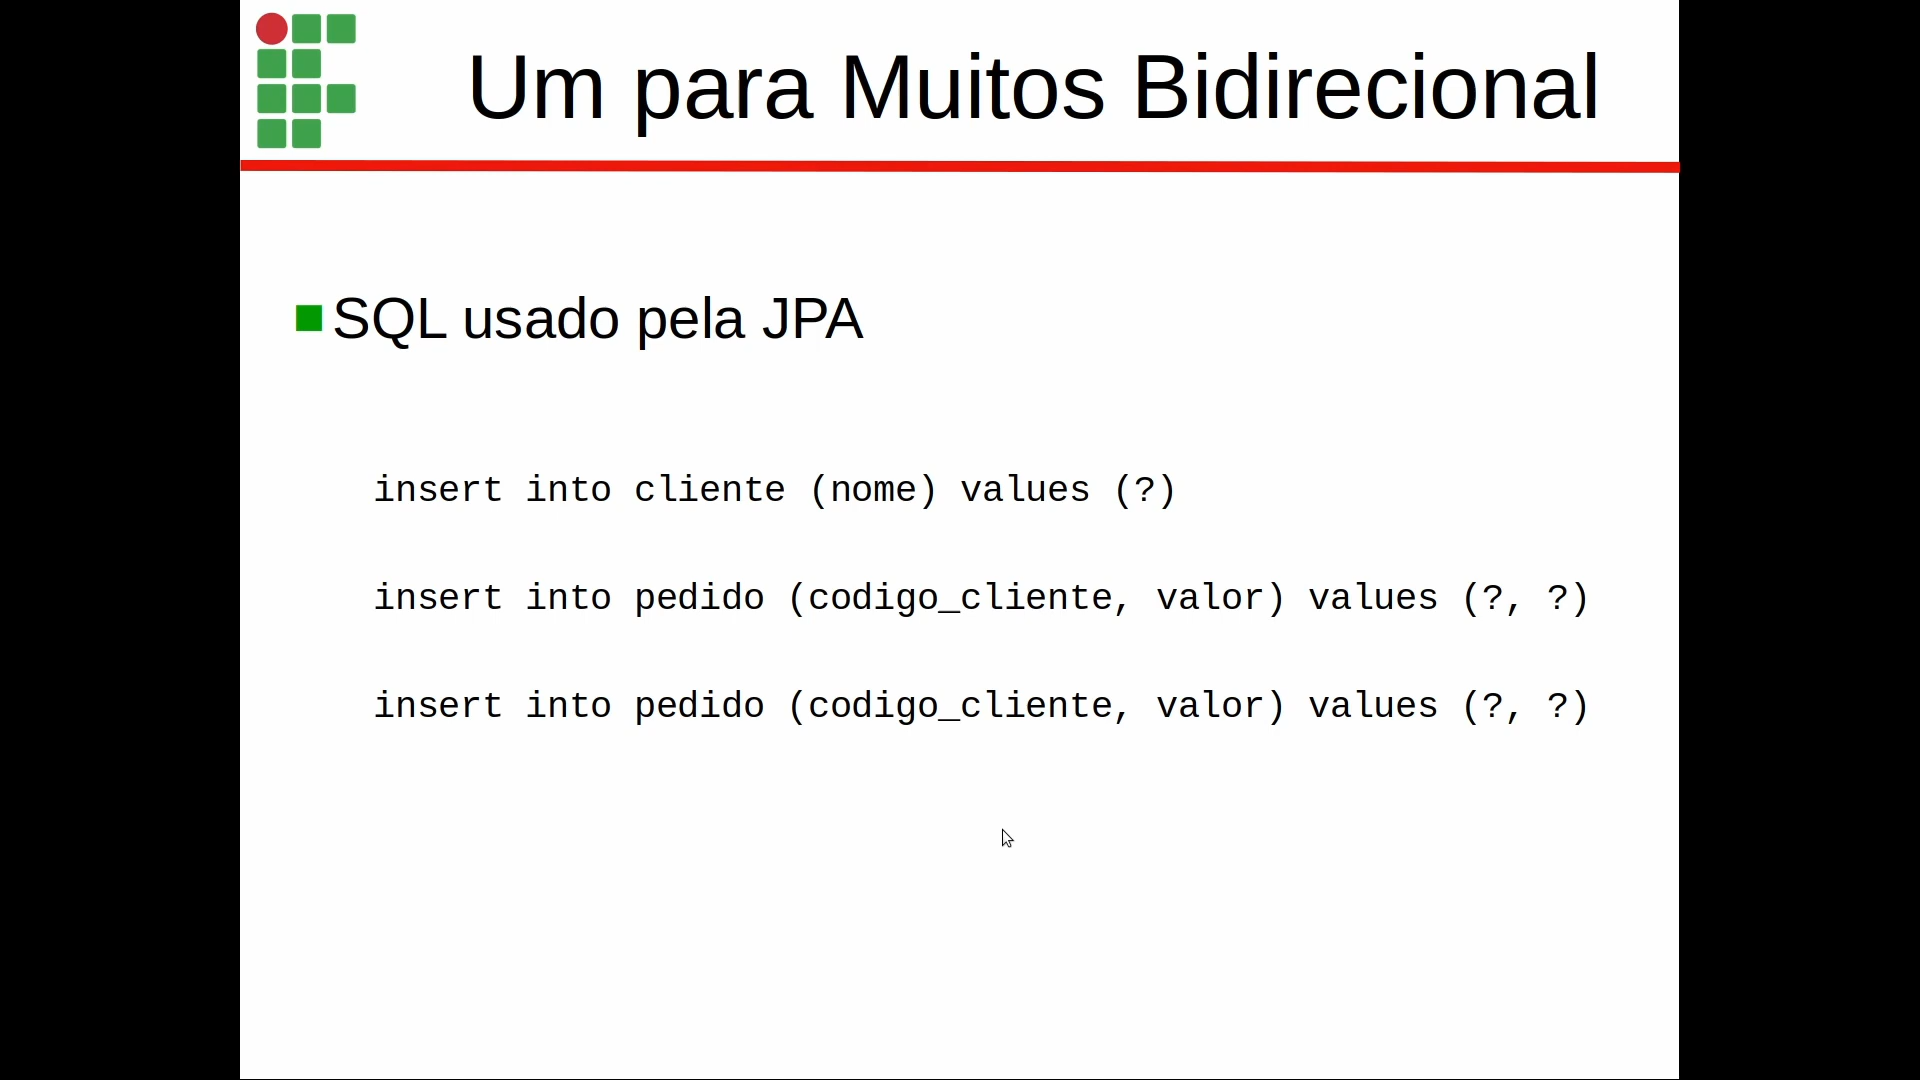 Um para Muitos Bidirecional
SQL usado pela JPA
insert into cliente (nome) values (?)
insert into pedido (codigo_cliente, valor) values (?, ?)
insert into pedido (codigo_cliente, valor) values (?, ?)